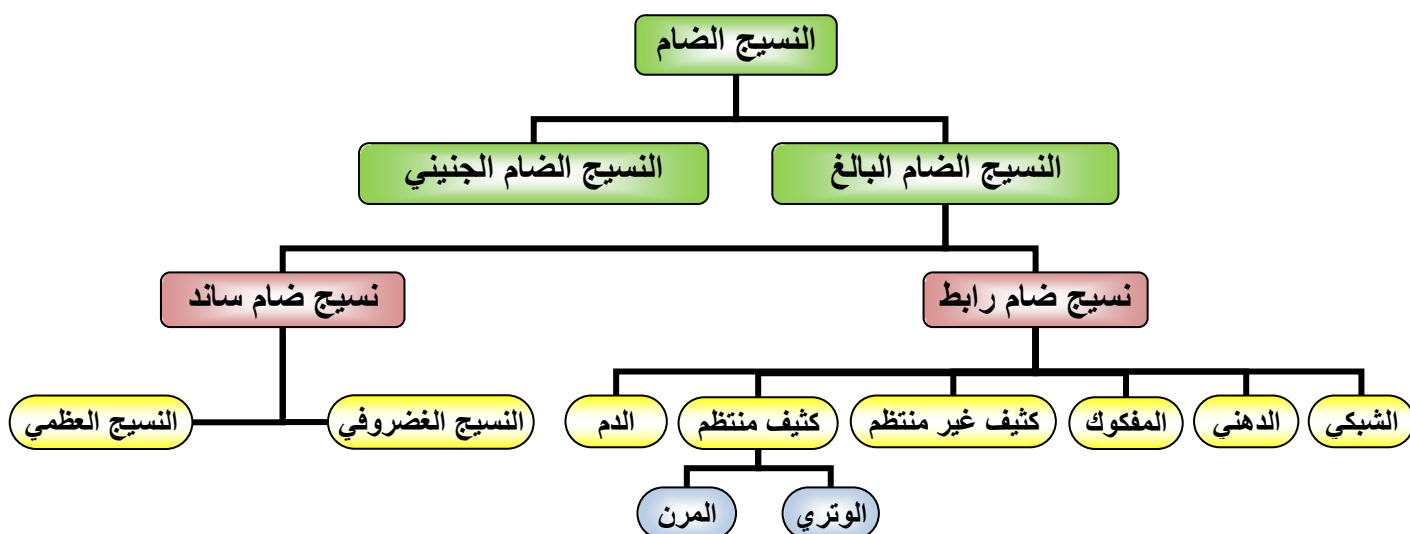 النسيج الضام
النسيج الضام البالغ
النسيج الضام الجنيني
نسيج ضام رابط
نسيج ضام ساند
الشبكي
الدهني
المفكوك
كثيف غير منتظم
كثيف منتظم
الدم
النسيج الغضروفي
النسيج العظمي
الوتري
المرن